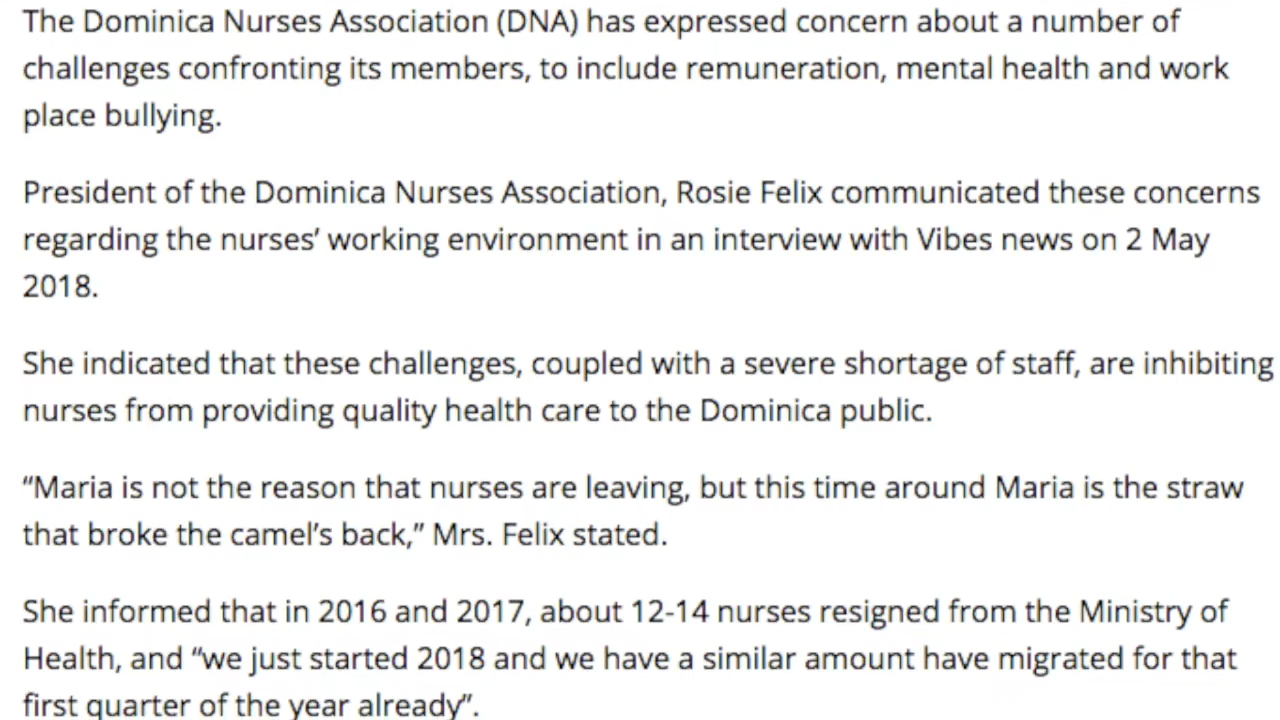 The Dominica Nurses Association (DNA) has expressed concern about a number of
challenges confronting its members, to include remuneration, mental health and work
place bullying.
President of the Dominica Nurses Association, Rosie Felix communicated these concerns
regarding the nurses’ working environment in an interview with Vibes news on 2 May
2018.
She indicated that these challenges, coupled with a severe shortage of staff, are inhibiting
nurses from providing quality health care to the Dominica public.
“Maria is not the reason that nurses are leaving, but this time around Maria is the straw
that broke the camel’s back,” Mrs. Felix stated.
She informed that in 2016 and 2017, about 12-14 nurses resigned from the Ministry of
Health, and “we just started 2018 and we have a similar amount have migrated for that
first quarter of the year already”.